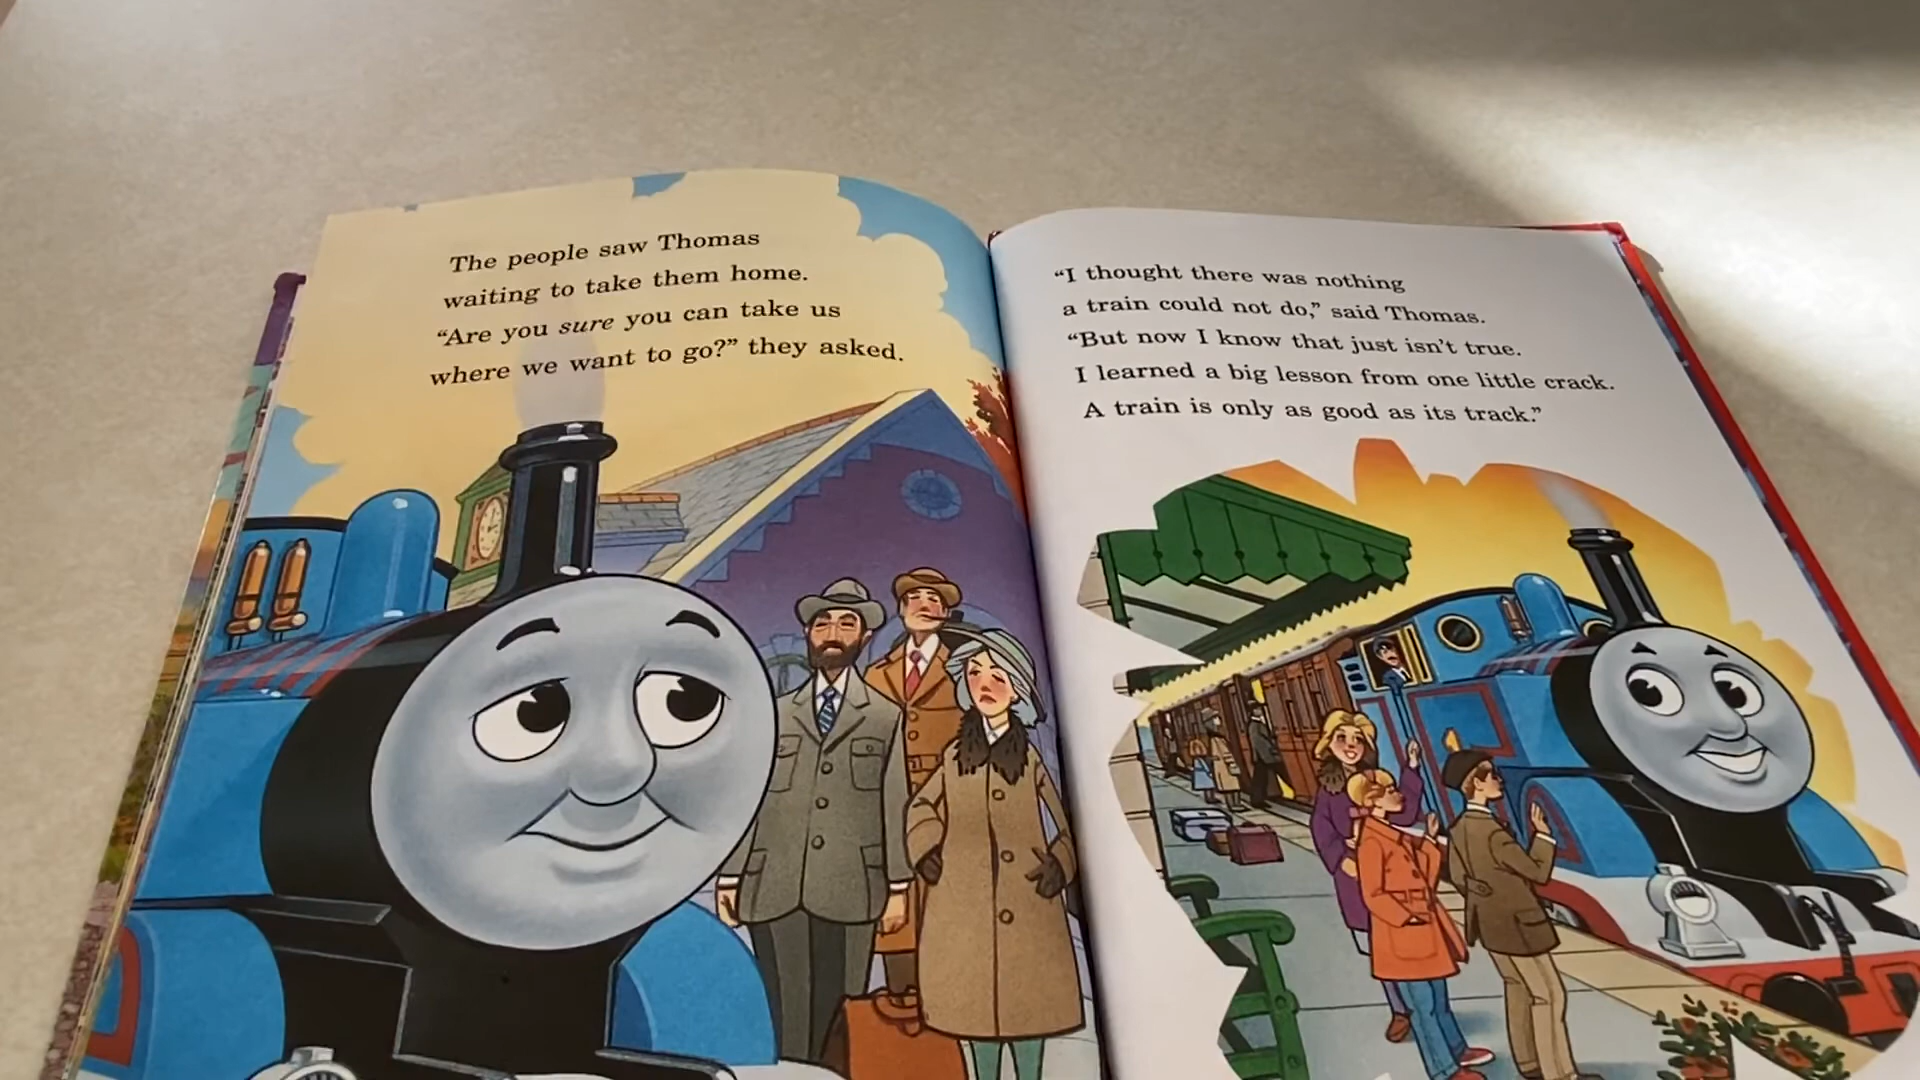 The people saw Thomas
waiting to take them home.
“Are you sure you can take us
where we want to go?” they asked.
“I thought there was nothing
a train could not do,” said Thomas.
“But now I know that just isn’t true.
I learned a big lesson from one little crack.
A train is only as good as its track.”